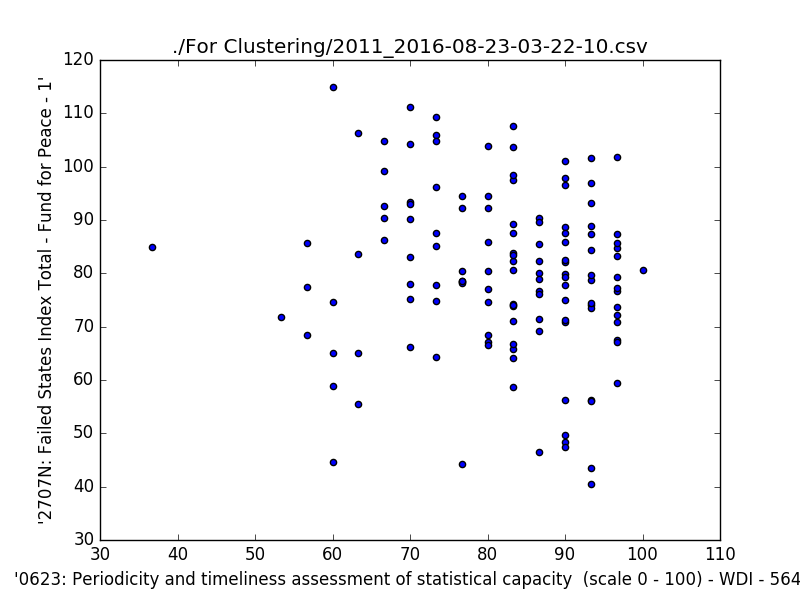 ./For Clustering/2011_2016-08-23-03-22-10.csv
120
110
100
90
80
70
60
50
40
30
'2707N: Failed States Index Total - Fund for Peace - 1'
30 40 50 60 70 80 90 100 110
'0623: Periodicity and timeliness assessment of statistical capacity (scale 0 - 100) - WDI - 564